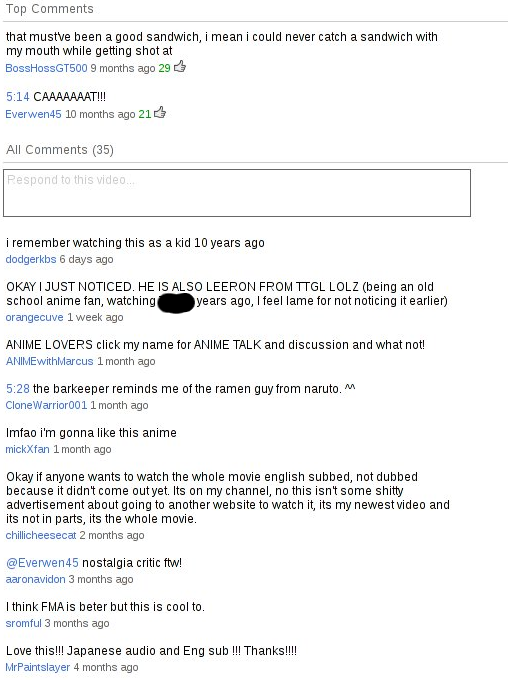 Top Comments
that must've been a good sandwich, i mean i could never catch a sandwich with
my mouth while getting shot at
BossHossGT500 9 months ago 29
5:14 CAAAAAAAT!!!
Everwen45 10 months ago 21
All Comments (35)
Respond to this video...
i remember watching this as a kid 10 years ago
dodgerkbs 6 days ago
OKAY I JUST NOTICED. HE IS ALSO LEERON FROM TTGL LOLZ (being an old
school anime fan, watching years ago, I feel lame for not noticing it earlier)
orangecuve 1 week ago
ANIME LOVERS click my name for ANIME TALK and discussion and what not!
ANIMEwithMarcus 1 month ago
5:28 the barkeeper reminds me of the ramen guy from naruto. ^^
CloneWarrior001 1 month ago
lmfao i'm gonna like this anime
mickXfan 1 month ago
Okay if anyone wants to watch the whole movie english subbed, not dubbed
because it didn't come out yet. Its on my channel, no this isn't some shitty
advertisement about going to another website to watch it, its my newest video and
its not in parts, its the whole movie.
chillicheesecat 2 months ago
@Everwen45 nostalgia critic ftw!
aaronavidon 3 months ago
I think FMA is beter but this is cool to.
sromful 3 months ago
Love this!!! Japanese audio and Eng sub !!! Thanks!!!!
MrPaintslayer 4 months ago